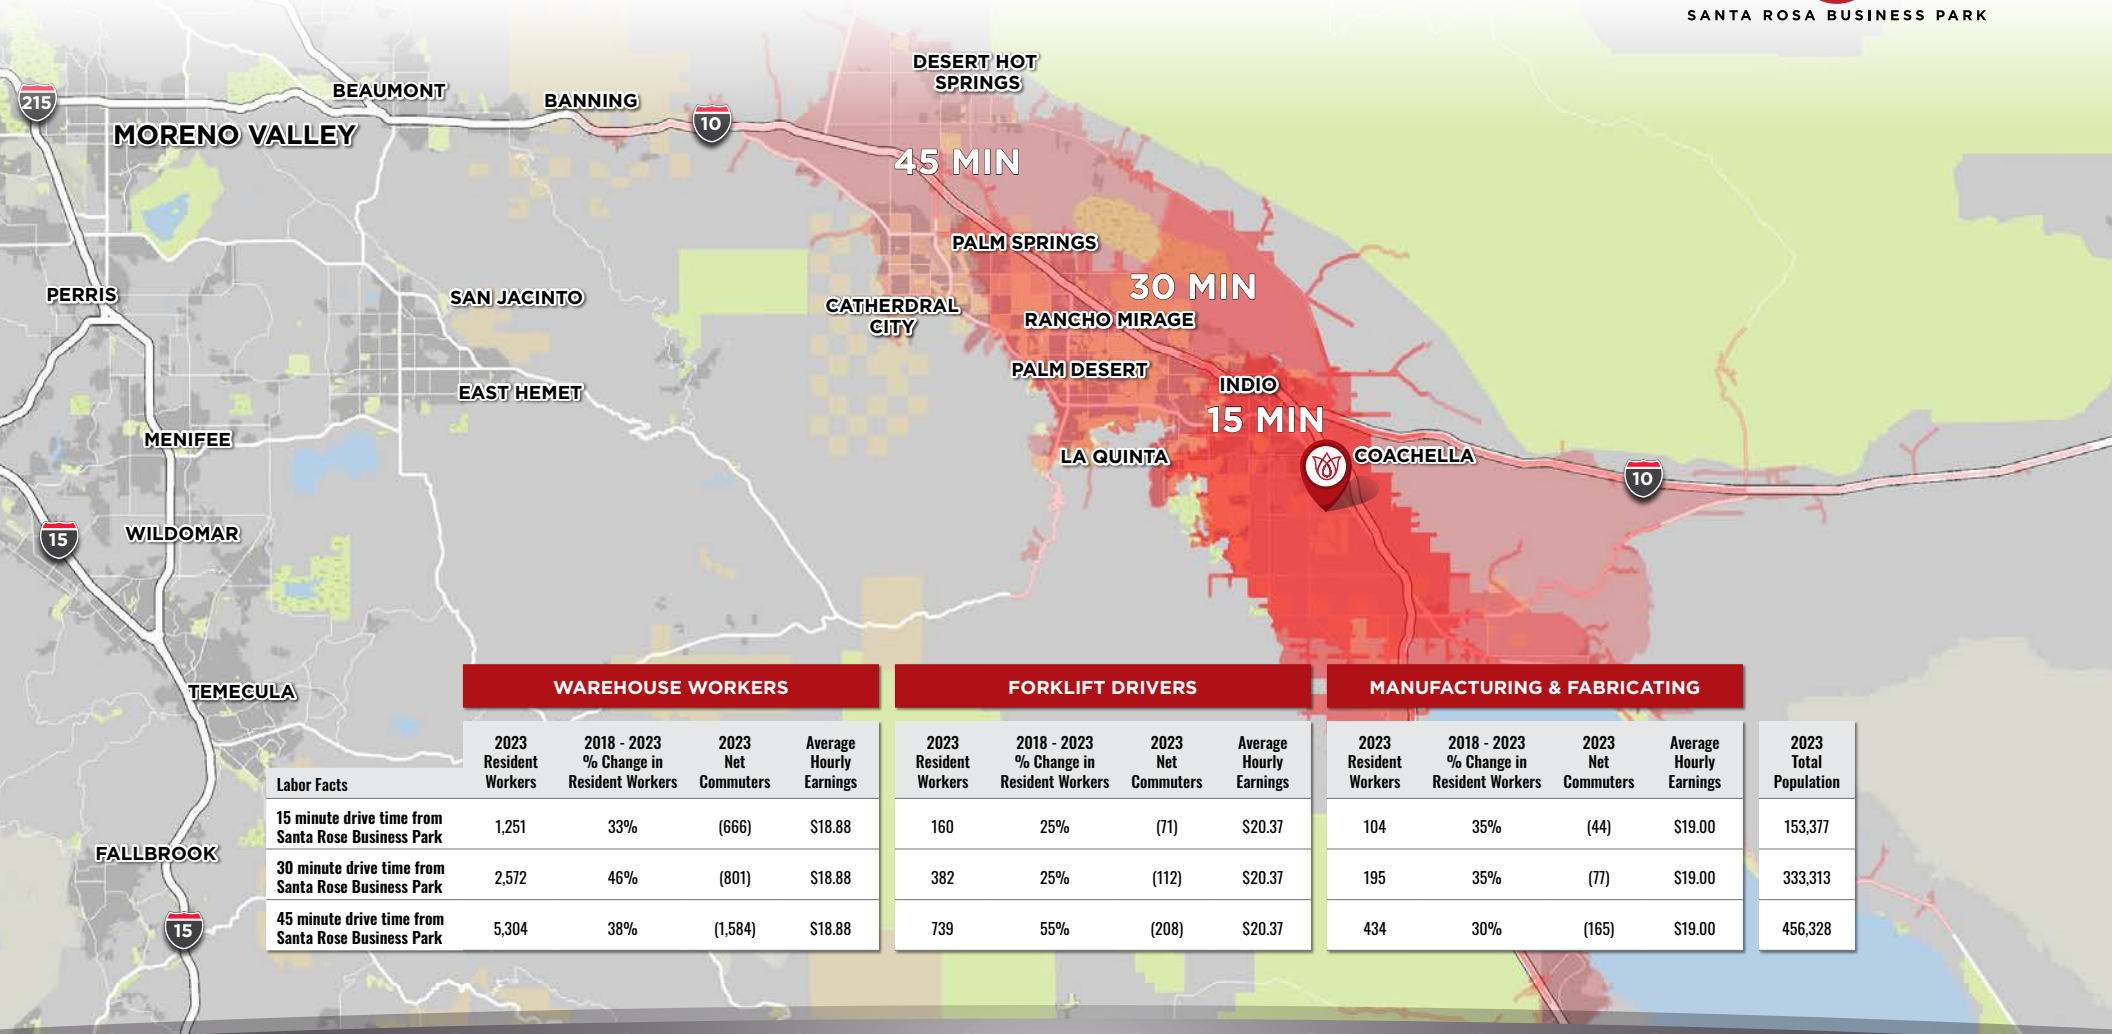 SANTA ROSA BUSINESS PARK
DESERT HOT
SPRINGS
BEAUMONT
BANNING
215
10
MORENO VALLEY
45 MIN
PALM SPRINGS
30 MIN
PERRIS
SAN JACINTO
CATHERDRAL
CITY
RANCHO MIRAGE
PALM DESERT
INDIO
EAST HEMET
15 MIN
MENIFEE
LA QUINTA
COACHELLA
10
15
WILDOMAR
TEMECULA
FALLBROOK
15
WAREHOUSE WORKERS
FORKLIFT DRIVERS
MANUFACTURING & FABRICATING
2023 2018 - 2023 2023 Average 2023 2018 - 2023 2023 Average 2023 2018 - 2023 2023 Average 2023
Resident % Change in Net Hourly Resident % Change in Net Hourly Resident % Change in Net Hourly Total
Labor Facts Workers Resident Workers Commuters Earnings Workers Resident Workers Commuters Earnings Workers Resident Workers Commuters Earnings Population
15 minute drive time from
Santa Rose Business Park 1,251 33% (666) $18.88 160 25% (71) $20.37 104 35% (44) $19.00 153,377
30 minute drive time from
Santa Rose Business Park 2,572 46% (801) $18.88 382 25% (112) $20.37 195 35% (77) $19.00 333,313
45 minute drive time from
Santa Rose Business Park 5,304 38% (1,584) $18.88 739 55% (208) $20.37 434 30% (165) $19.00 456,328